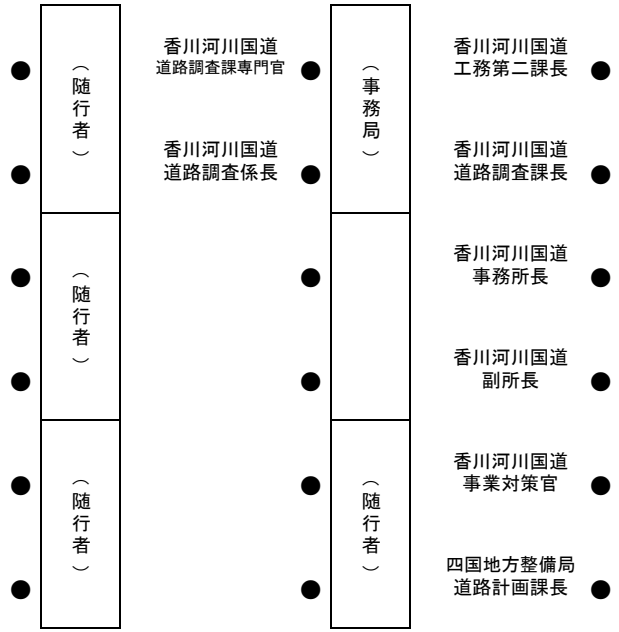 （随行者）
（随行者）
（随行者）
香川河川国道
道路調査課専門官
香川河川国道
道路調査係長
（事務局）
（随行者）
香川河川国道
工務第二課長
香川河川国道
道路調査課長
香川河川国道
事務所長
香川河川国道
副所長
香川河川国道
事業対策官
四国地方整備局
道路計画課長